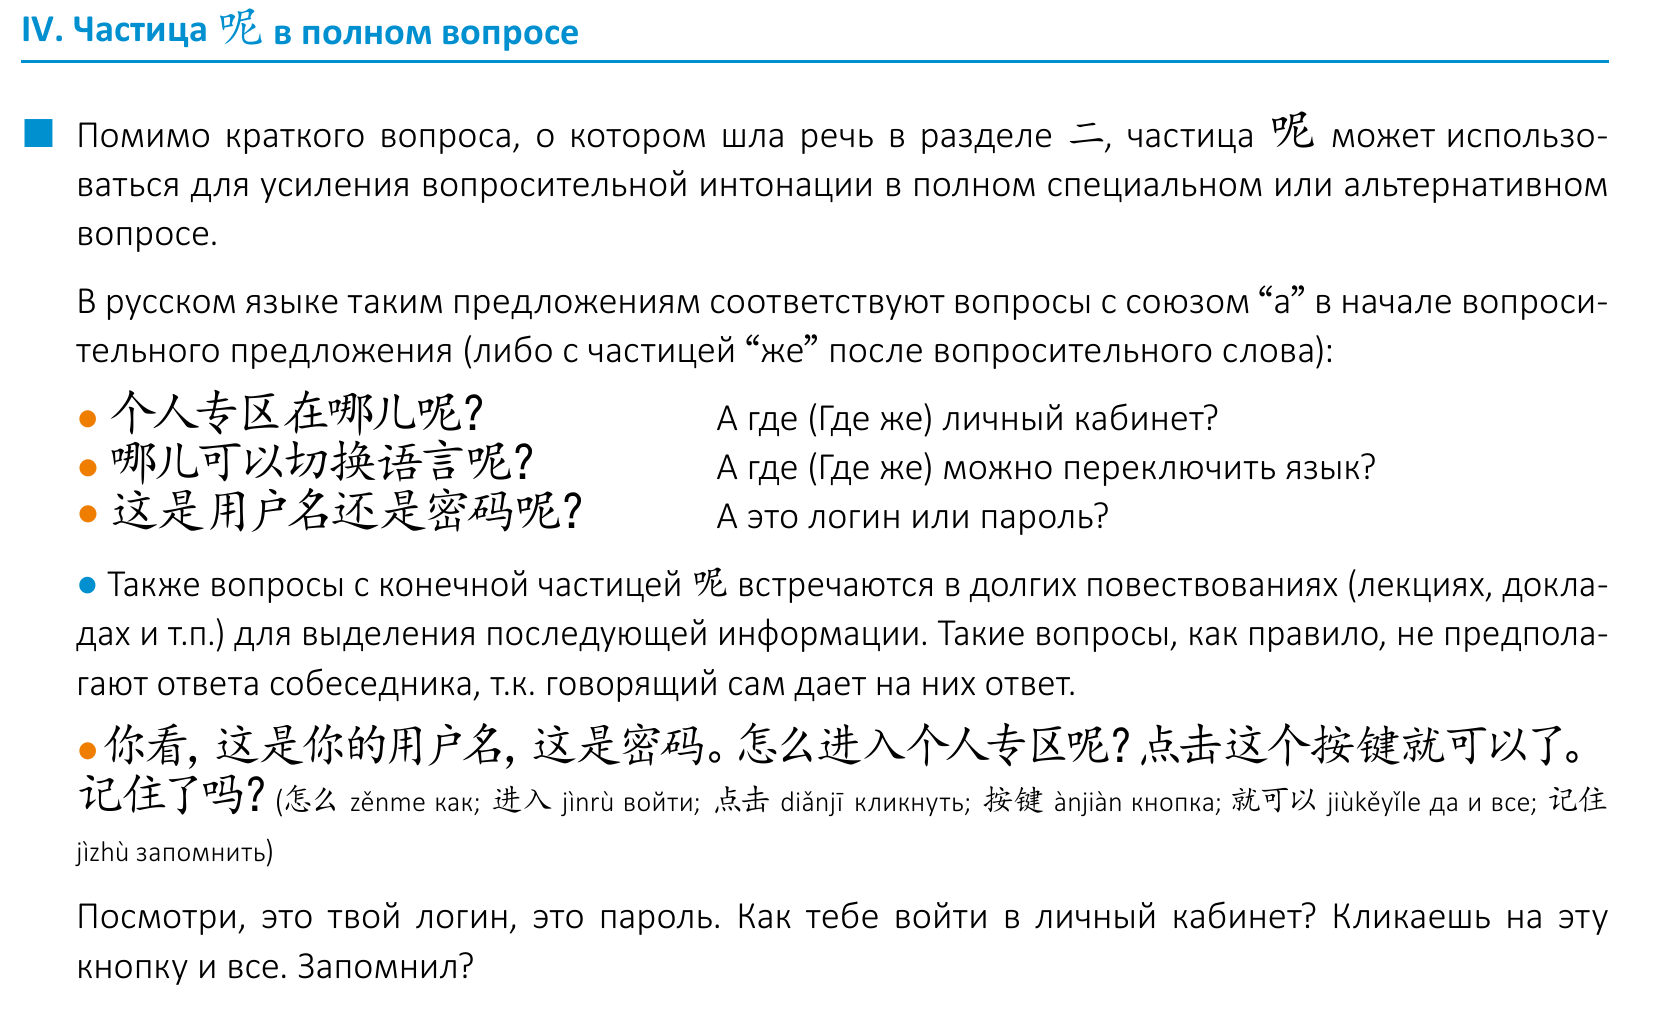 IV. Частица 呢 в полном вопросе
Помимо краткого вопроса, о котором шла речь в разделе 二, частица 呢 может использо-
ваться для усиления вопросительной интонации в полном специальном или альтернативном
вопросе.
В русском языке таким предложениям соответствуют вопросы с союзом “а” в начале вопроси-
тельного предложения (либо с частицей “же” после вопросительного слова):
● 个人专区在哪儿呢? А где (Где же) личный кабинет?
● 哪儿可以切换语言呢? А где (Где же) можно переключить язык?
● 这是用户名还是密码呢? А это логин или пароль?
● Также вопросы с конечной частицей 呢 встречаются в долгих повествованиях (лекциях, докла-
дах и т.п.) для выделения последующей информации. Такие вопросы, как правило, не предпола-
гают ответа собеседника, т.к. говорящий сам дает на них ответ.
● 你看, 这是你的用户名, 这是密码。怎么进入个人专区呢? 点击这个按键就可以了。
记住了吗? (怎么 zěnme как; 进入 jìnrù войти; 点击 diǎnjī кликнуть; 按键 ànjiàn кнопка; 就可以 jiùkěyǐle да и все; 记住
jìzhù запомнить)
Посмотри, это твой логин, это пароль. Как тебе войти в личный кабинет? Кликаешь на эту
кнопку и все. Запомнил?